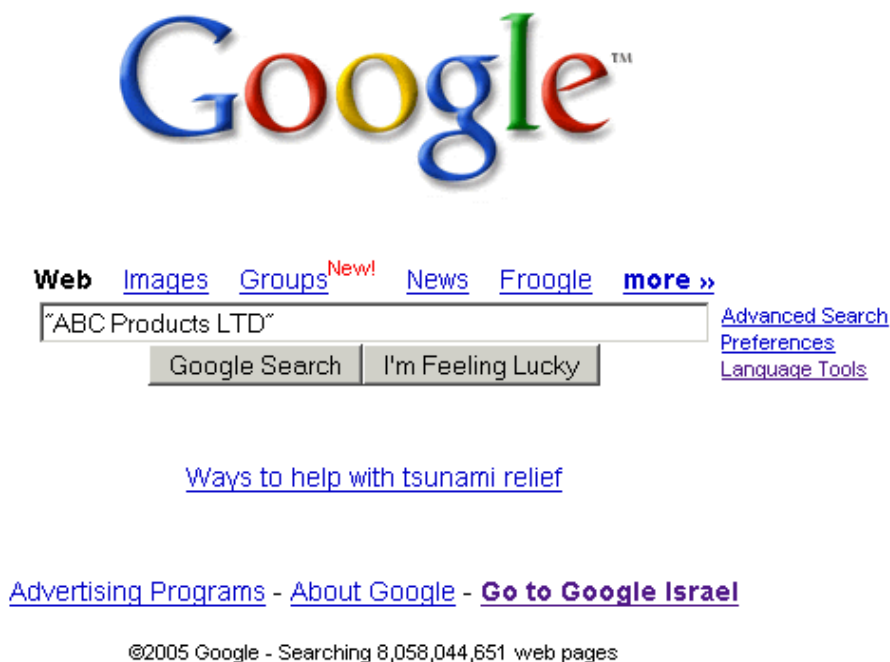 Google™
Web Images Groups New! News Froogle more »
"ABC Products LTD"
Advanced Search
Preferences
Language Tools
Google Search I'm Feeling Lucky
Ways to help with tsunami relief
Advertising Programs - About Google - Go to Google Israel
©2005 Google - Searching 8,058,044,651 web pages